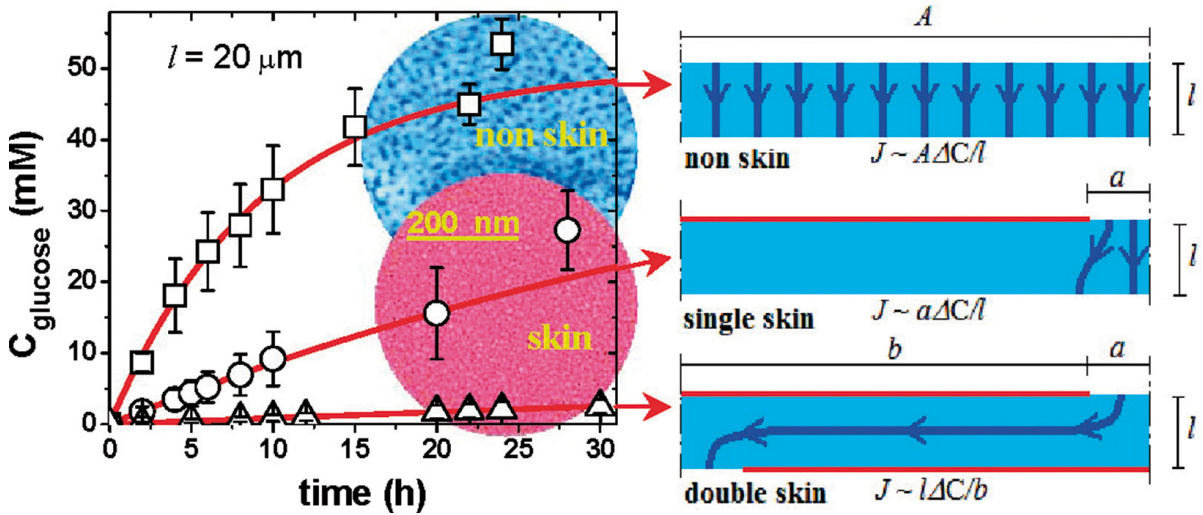 C_glucose (mM)
50
40
30
20
10
0
l = 20 μm
non skin
200 nm
skin
0 5 10 15 20 25 30
time (h)
A
l
non skin J ~ AΔC/l
a
l
single skin J ~ aΔC/l
b a
l
double skin J ~ lΔC/b